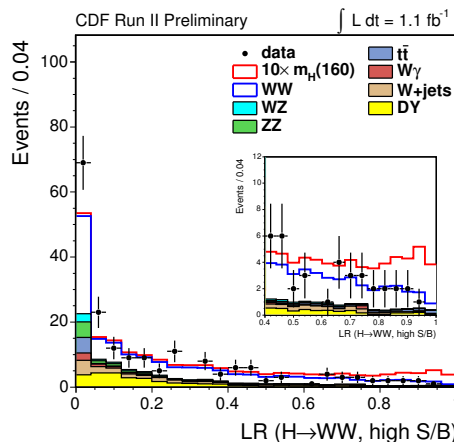 CDF Run II Preliminary
∫ L dt = 1.1 fb⁻¹
Events / 0.04
100
80
60
40
20
0
data
10× m_H(160)
WW
WZ
ZZ
tt̄
Wγ
W+jets
DY
Events / 0.04
12
10
8
6
4
2
0
0.4 0.5 0.6 0.7 0.8 0.9 1
LR (H→WW, high S/B)
0 0.2 0.4 0.6 0.8
LR (H→WW, high S/B)